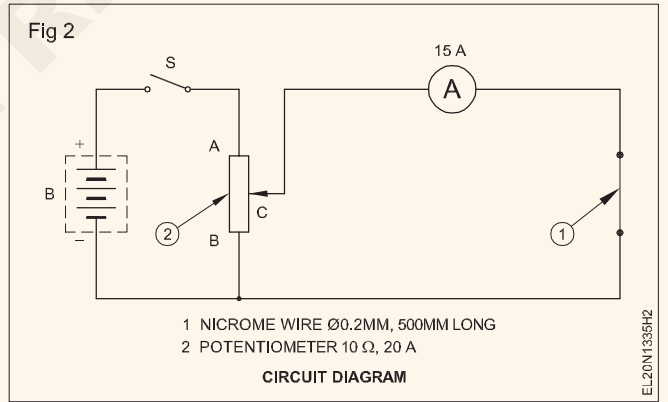 Fig 2
15 A
S
A
+
A
B
C
2
B
1
–
1 NICROME WIRE Ø0.2MM, 500MM LONG
2 POTENTIOMETER 10 Ω, 20 A
CIRCUIT DIAGRAM
EL20N1335H2